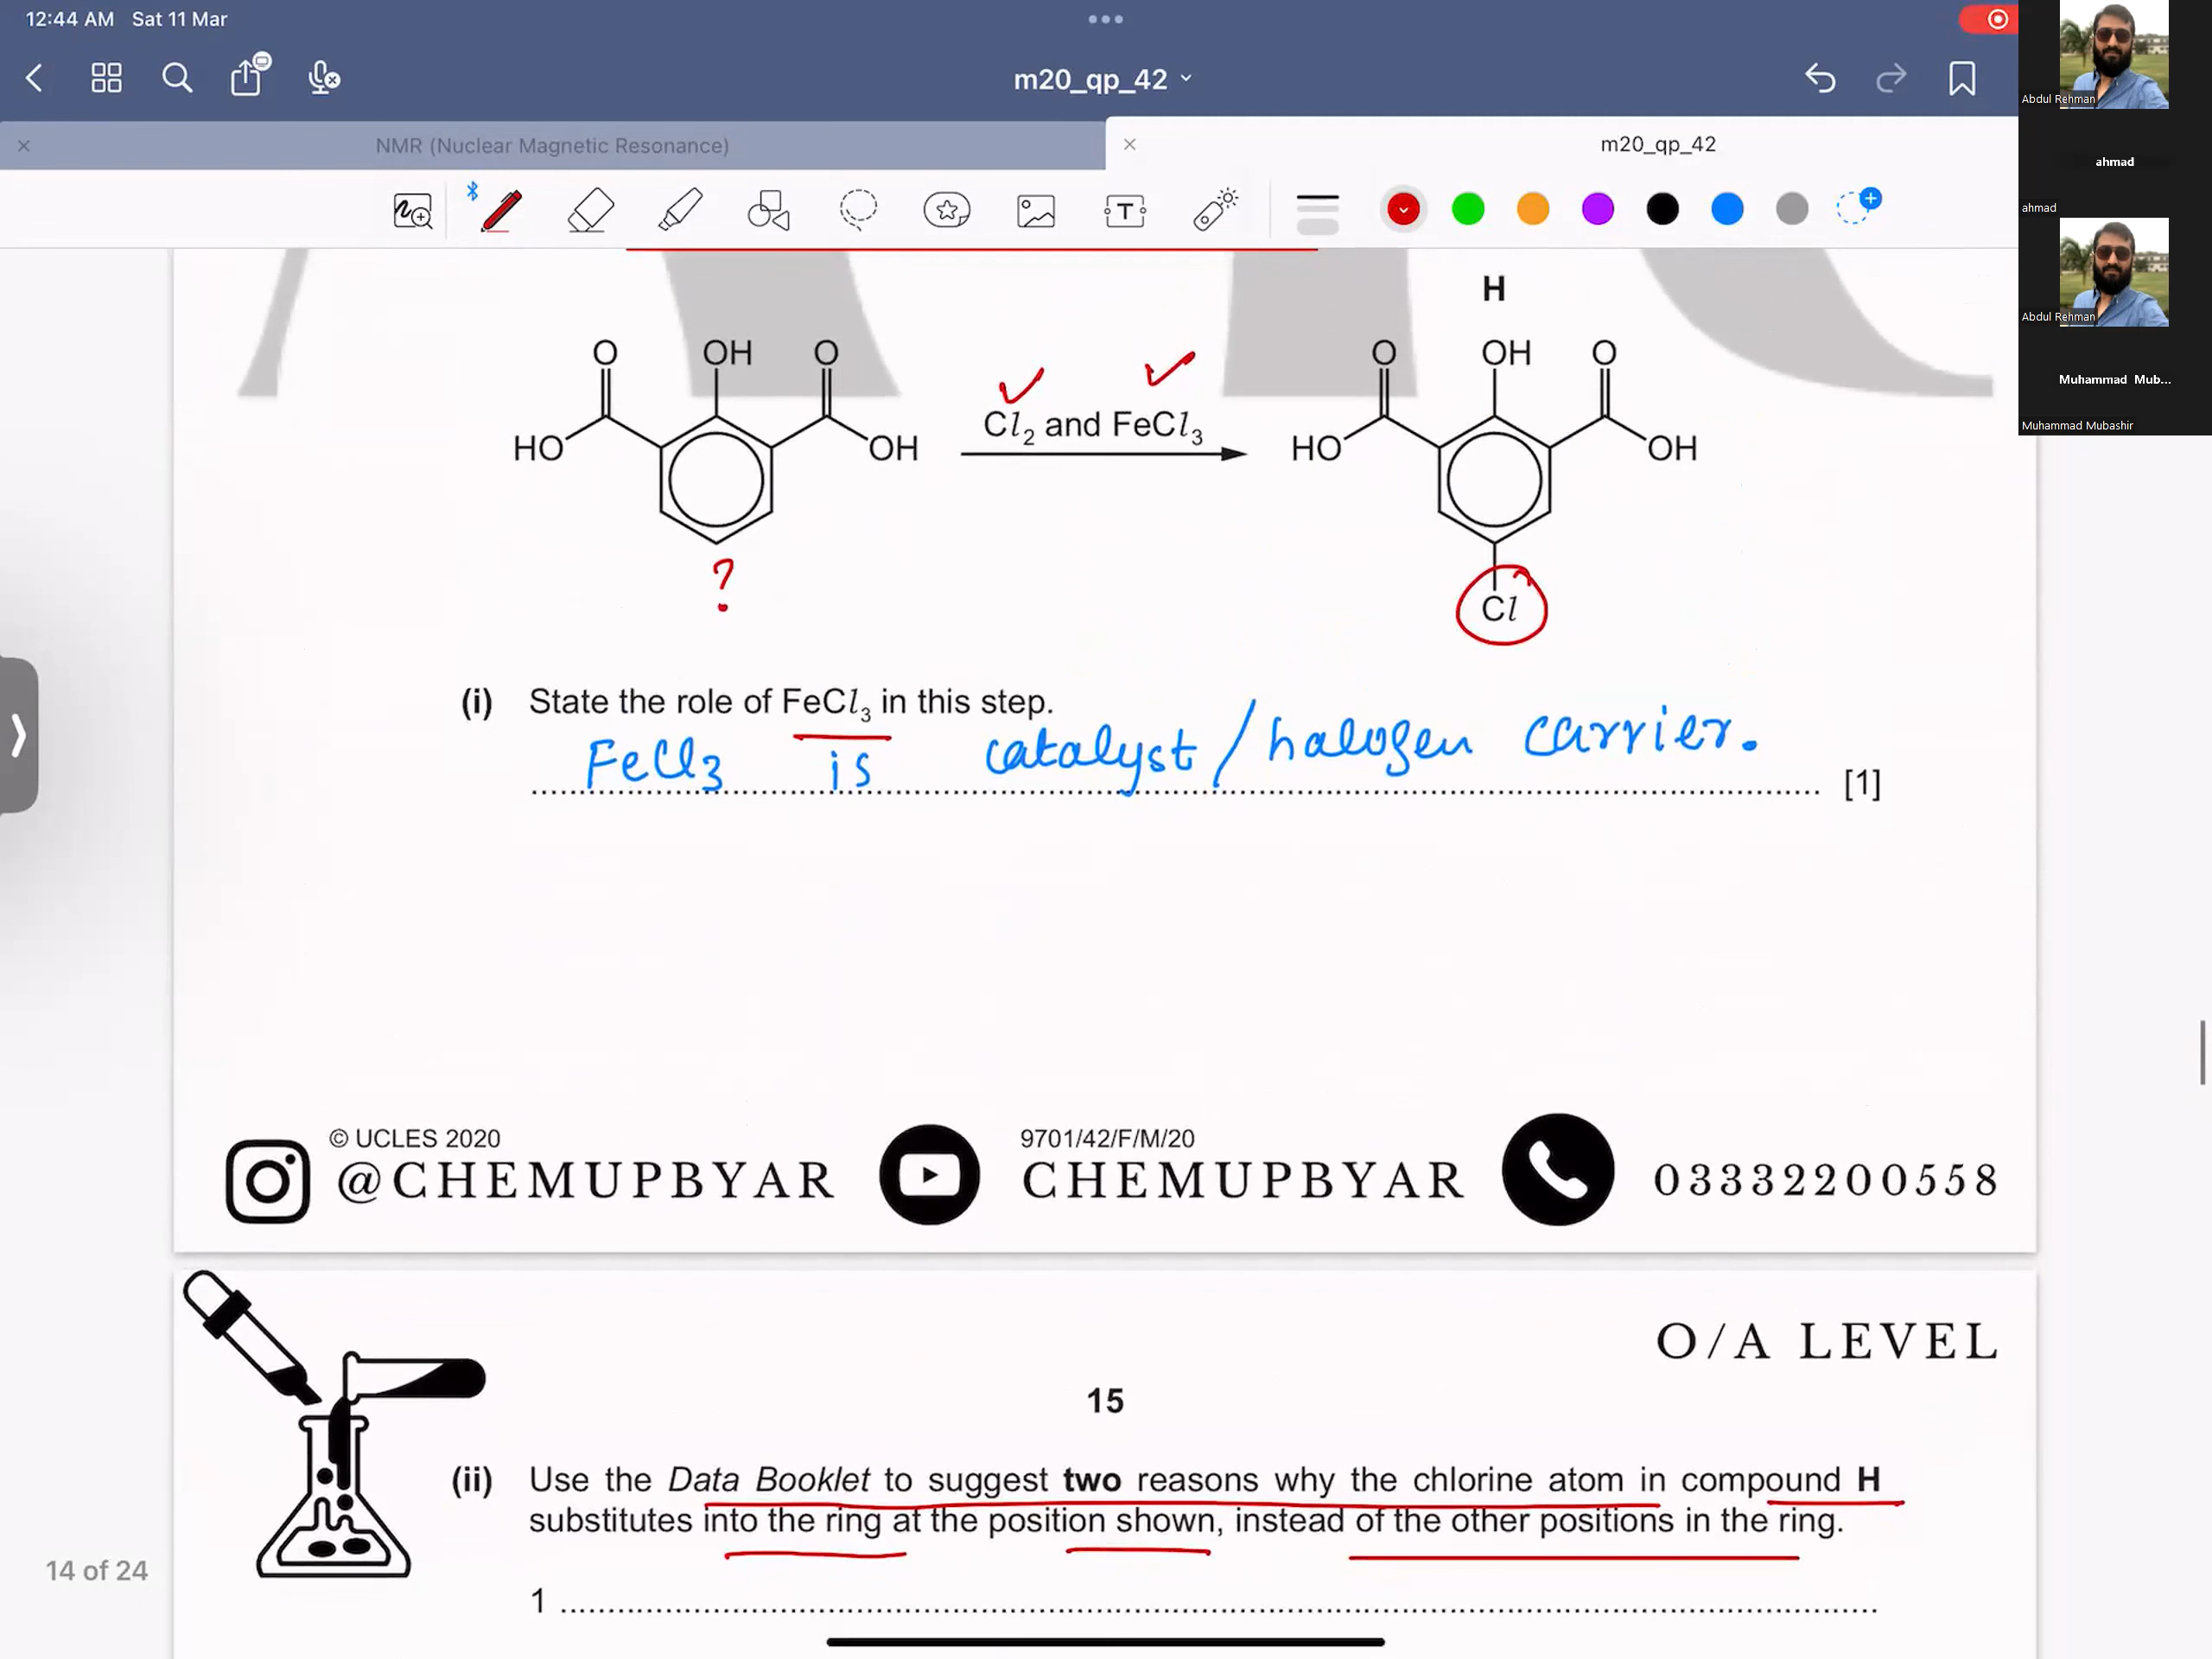 12:44 AM Sat 11 Mar
m20_qp_42
NMR (Nuclear Magnetic Resonance)
m20_qp_42
T
Abdul Rehman
ahmad
ahmad
Abdul Rehman
Muhammad Mub...
Muhammad Mubashir
H
O OH O
HO OH
Cl2 and FeCl3
O OH O
HO OH
?
Cl
(i) State the role of FeCl3 in this step.
FeCl3 is catalyst / halogen carrier.
[1]
© UCLES 2020
9701/42/F/M/20
@CHEMUPBYAR
CHEMUPBYAR
03332200558
O/A LEVEL
15
(ii) Use the Data Booklet to suggest two reasons why the chlorine atom in compound H
substitutes into the ring at the position shown, instead of the other positions in the ring.
14 of 24
1